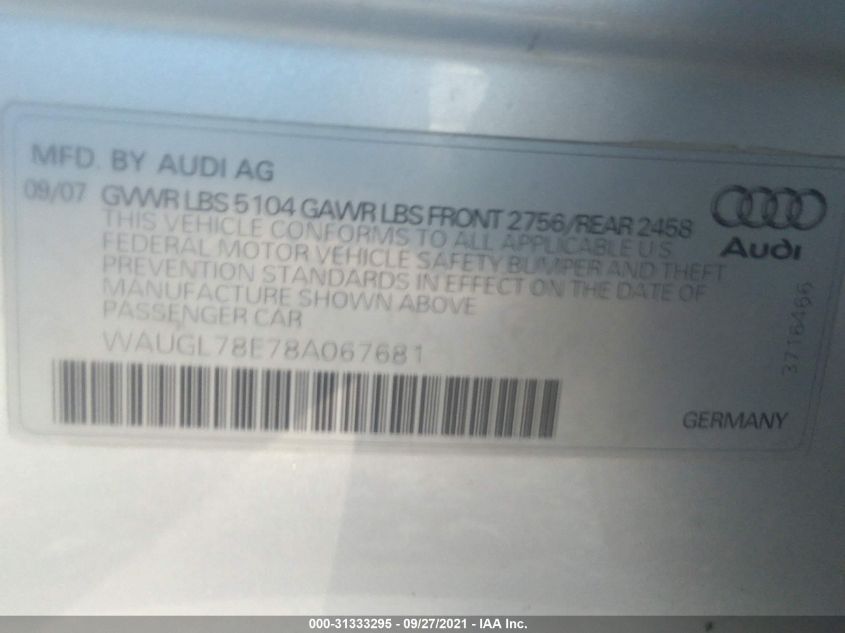 MFD. BY AUDI AG
09/07 GVWR LBS 5104 GAWR LBS FRONT 2756/REAR 2458
THIS VEHICLE CONFORMS TO ALL APPLICABLE U S
FEDERAL MOTOR VEHICLE SAFETY BUMPER AND THEFT
PREVENTION STANDARDS IN EFFECT ON THE DATE OF
MANUFACTURE SHOWN ABOVE
PASSENGER CAR
WAUGL78E78A067681
Audi
3716466
GERMANY
000-31333295 - 09/27/2021 - IAA Inc.